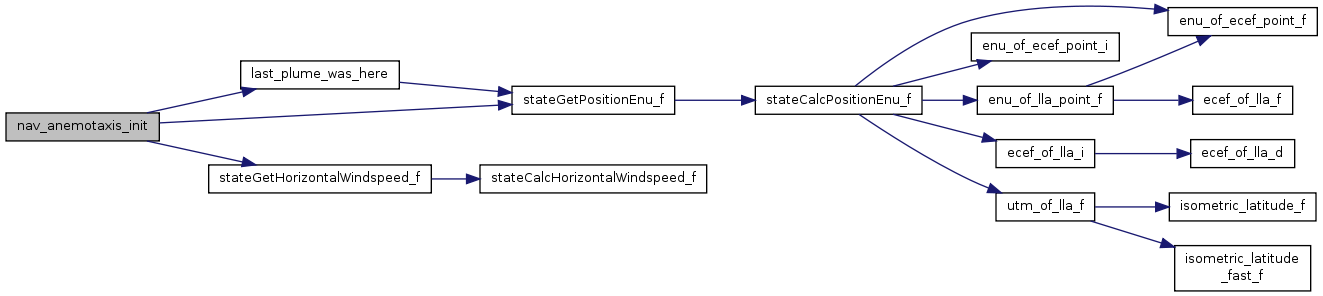 nav_anemotaxis_init
last_plume_was_here
stateGetHorizontalWindspeed_f
stateGetPositionEnu_f
stateCalcHorizontalWindspeed_f
stateCalcPositionEnu_f
enu_of_ecef_point_f
enu_of_ecef_point_i
enu_of_lla_point_f
ecef_of_lla_f
ecef_of_lla_i
ecef_of_lla_d
utm_of_lla_f
isometric_latitude_f
isometric_latitude
_fast_f